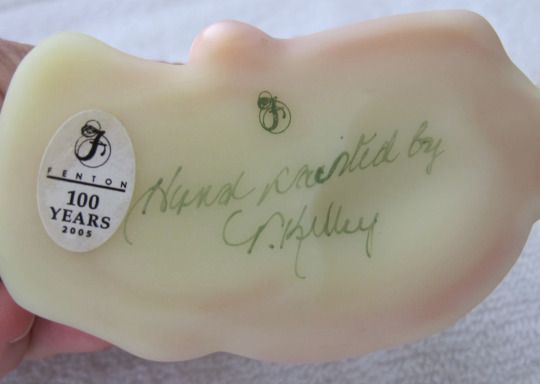 FENTON
100
YEARS
2005
Hand painted by
Kelley